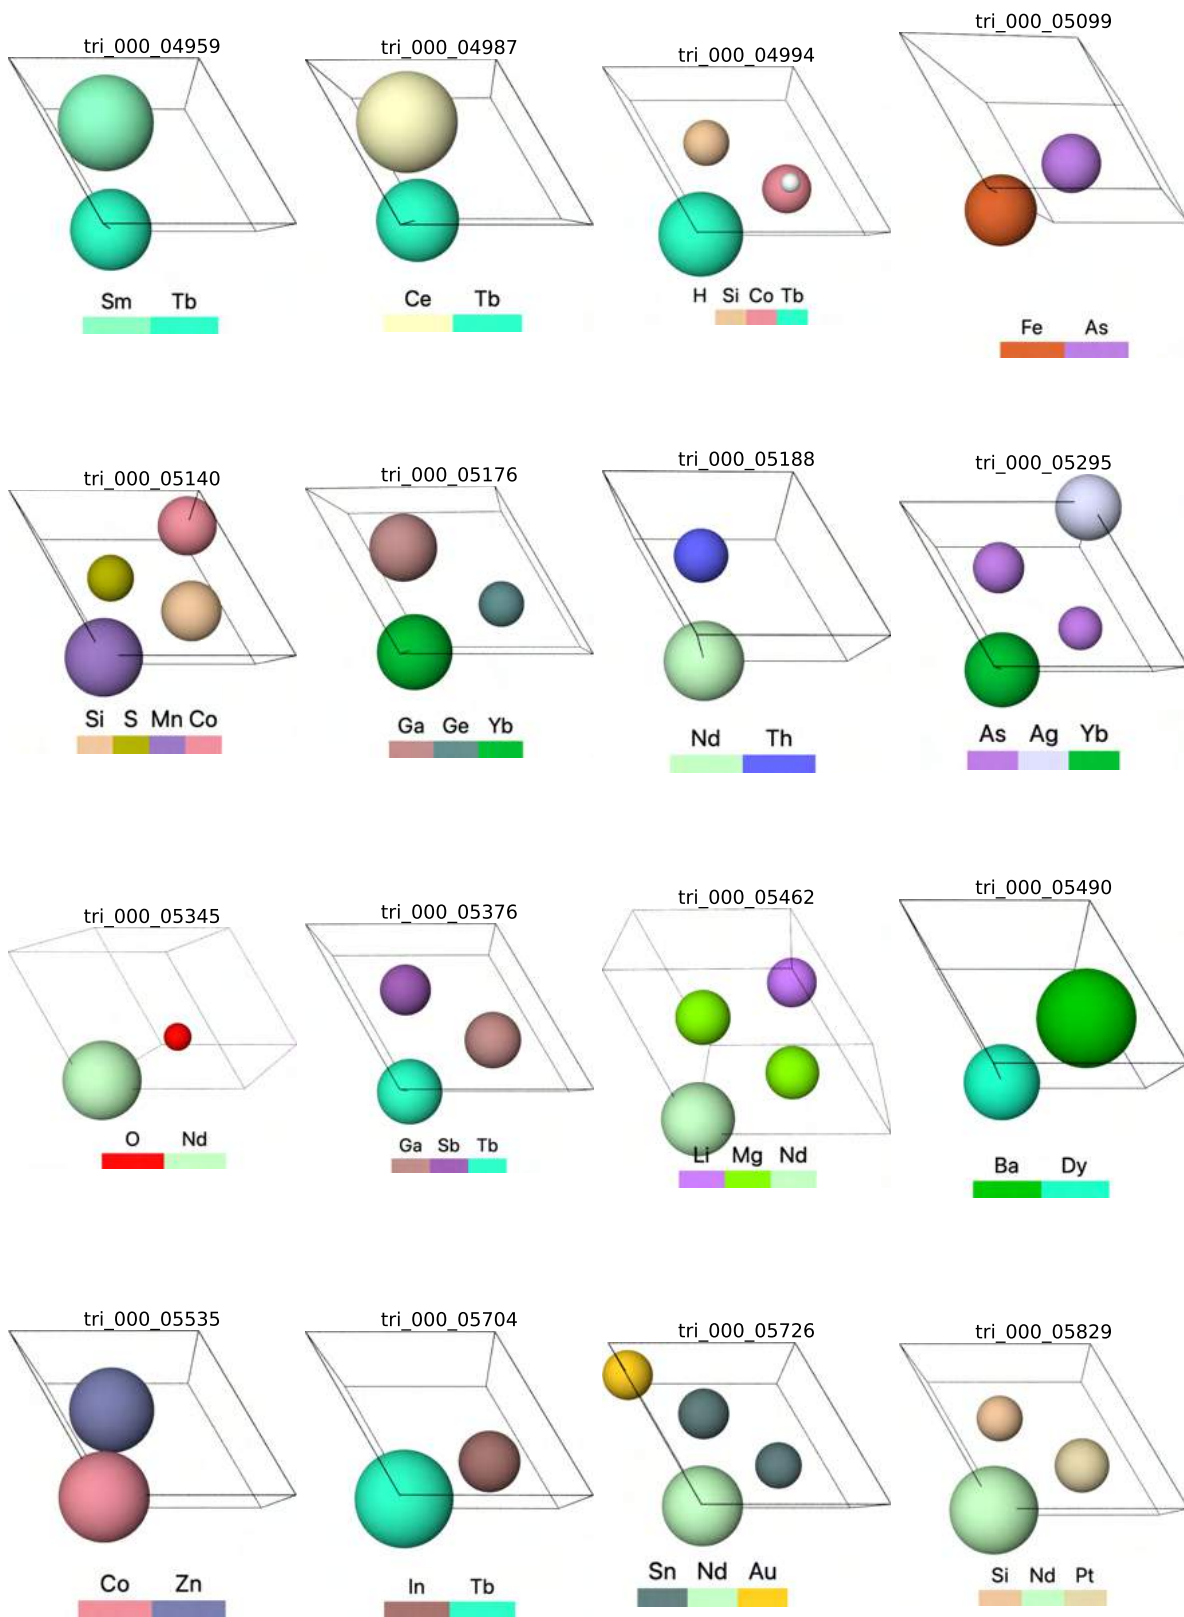 tri_000_04959
tri_000_04987
tri_000_04994
tri_000_05099
Sm Tb
Ce Tb
H Si Co Tb
Fe As
tri_000_05140
tri_000_05176
tri_000_05188
tri_000_05295
Si S Mn Co
Ga Ge Yb
Nd Th
As Ag Yb
tri_000_05345
tri_000_05376
tri_000_05462
tri_000_05490
O Nd
Ga Sb Tb
Li Mg Nd
Ba Dy
tri_000_05535
tri_000_05704
tri_000_05726
tri_000_05829
Co Zn
In Tb
Sn Nd Au
Si Nd Pt